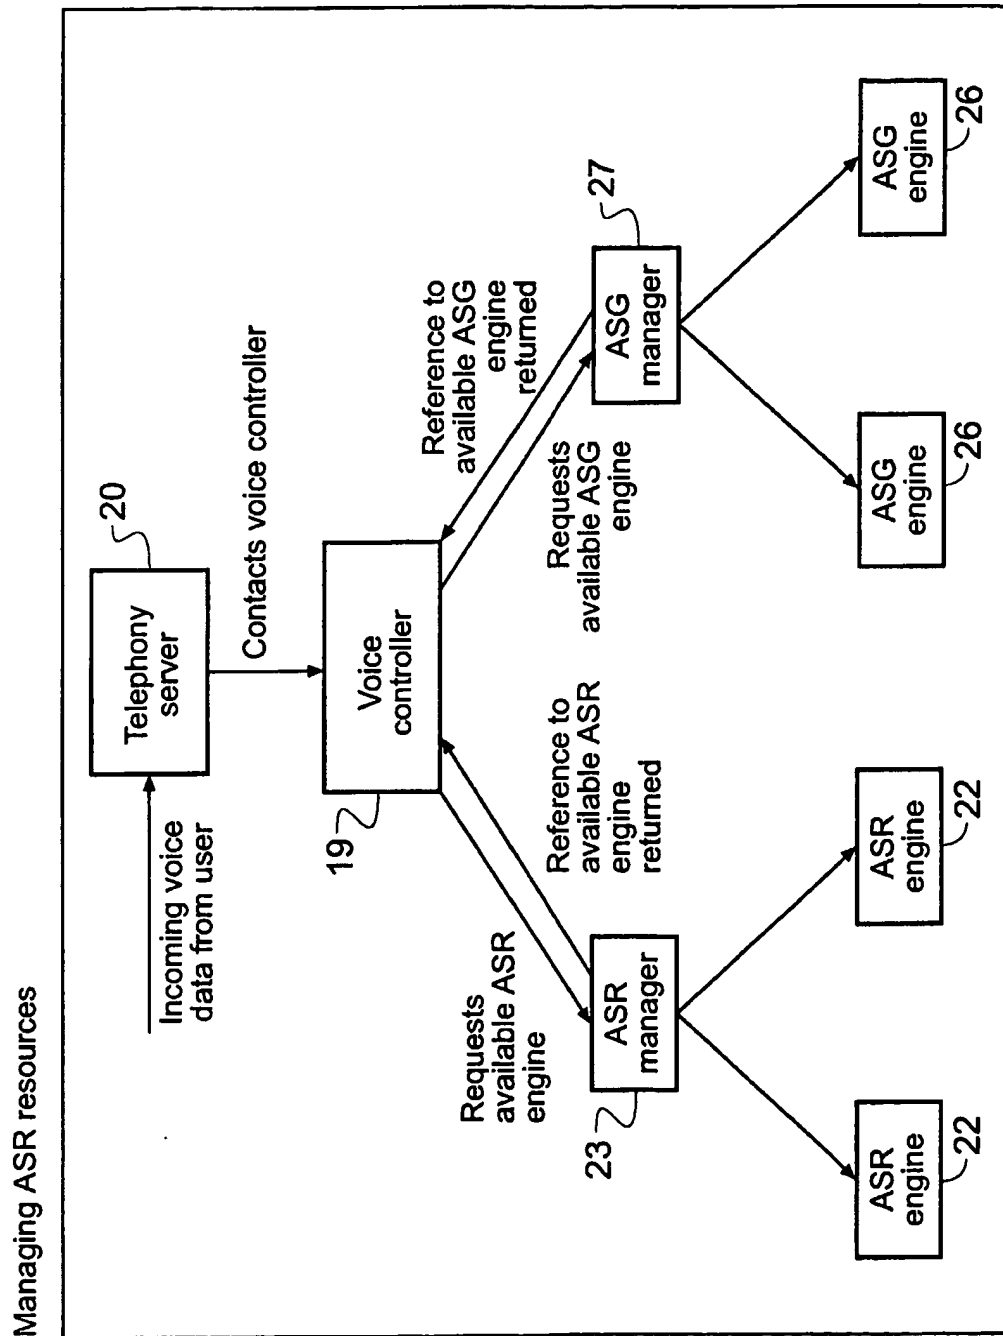 Managing ASR resources
Incoming voice
data from user
Telephony
server
20
Contacts voice controller
Voice
controller
19
Requests
available ASR
engine
Reference to
available ASR
engine
returned
Requests
available ASG
engine
Reference to
available ASG
engine
returned
ASR
manager
23
ASG
manager
27
ASR
engine
22
ASR
engine
22
ASG
engine
26
ASG
engine
26